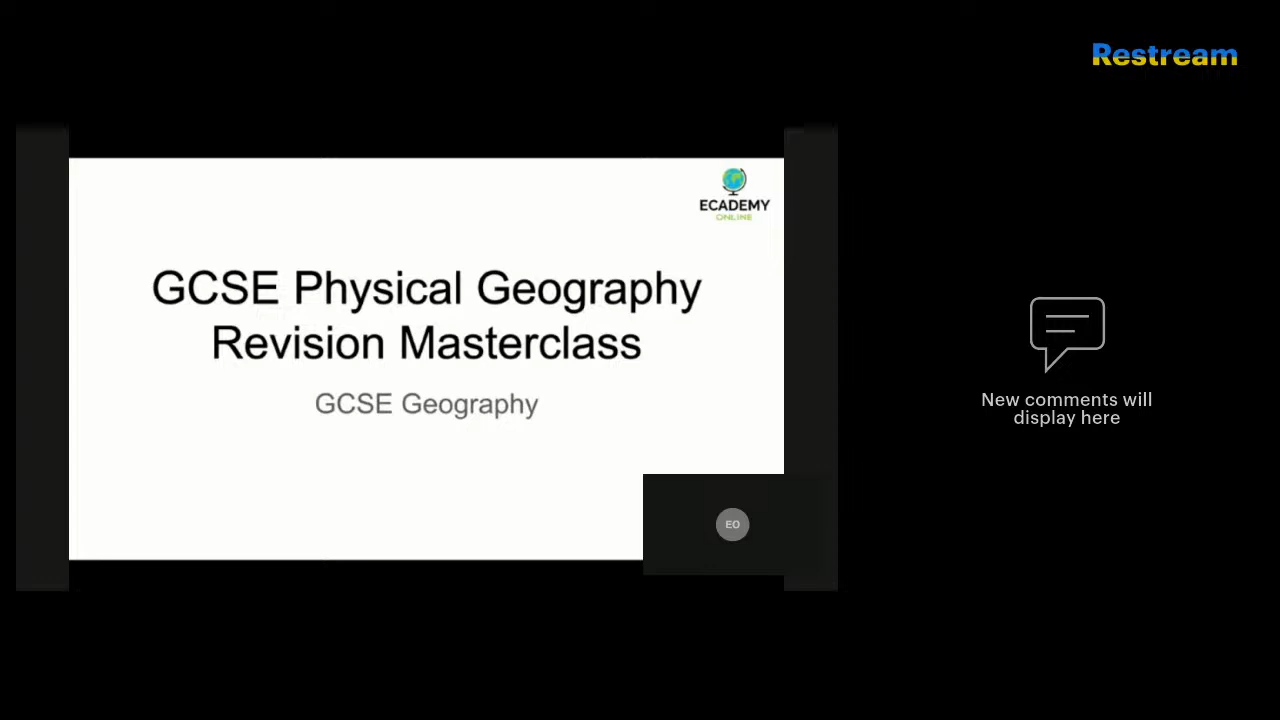 Restream
ECADEMY
ONLINE
GCSE Physical Geography
Revision Masterclass
GCSE Geography
EO
New comments will
display here